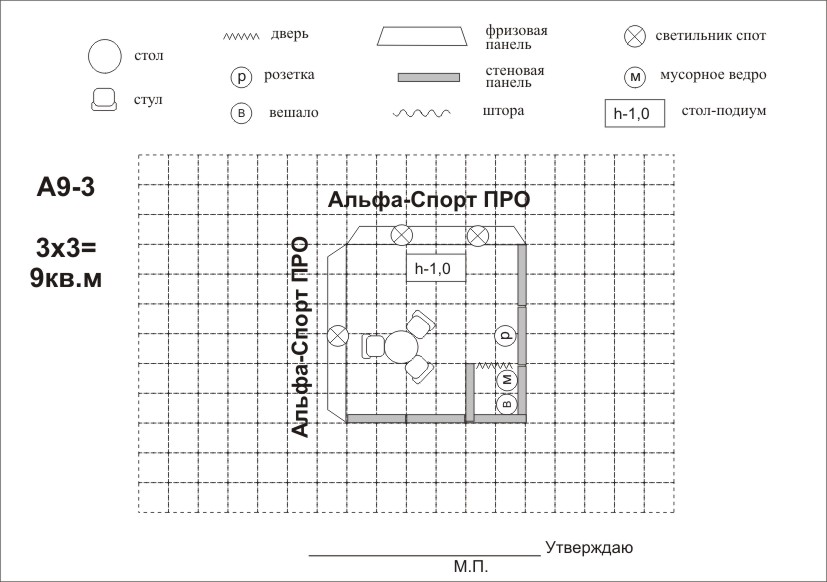 стол
стул
дверь
р розетка
в вешало
фризовая
панель
стеновая
панель
штора
светильник спот
м мусорное ведро
h-1,0 стол-подиум
А9-3
3х3=
9кв.м
Альфа-Спорт ПРО
Альфа-Спорт ПРО
h-1,0
р
м
в
Утверждаю
М.П.